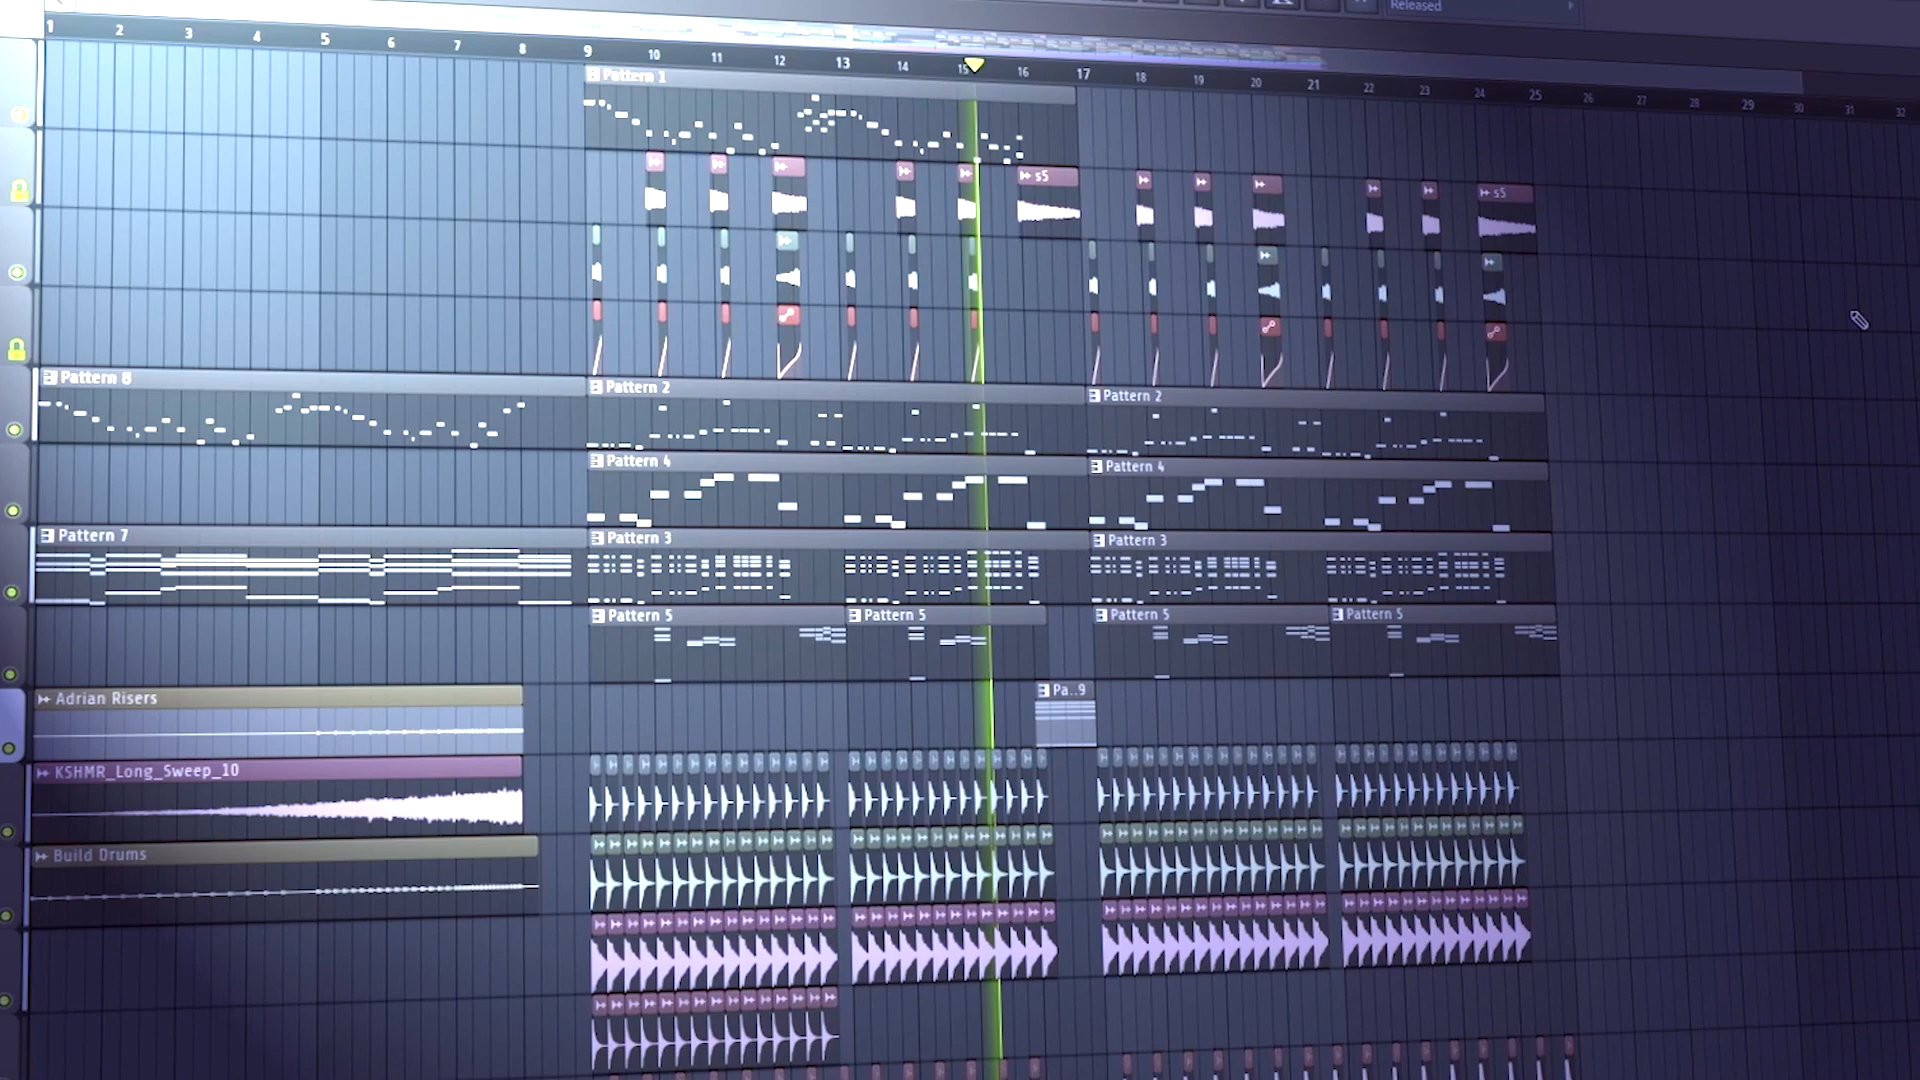 Released
1 2 3 4 5 6 7 8 9 10 11 12 13 14 15 16 17 18 19 20 21 22 23 24 25 26 27 28 29 30 31 32
Pattern 1
s5
s5
Pattern 8
Pattern 2
Pattern 2
Pattern 4
Pattern 4
Pattern 7
Pattern 3
Pattern 3
Pattern 5
Pattern 5
Pattern 5
Pattern 5
Adrian Risers
Pa..9
KSHMR_Long_Sweep_10
Build Drums